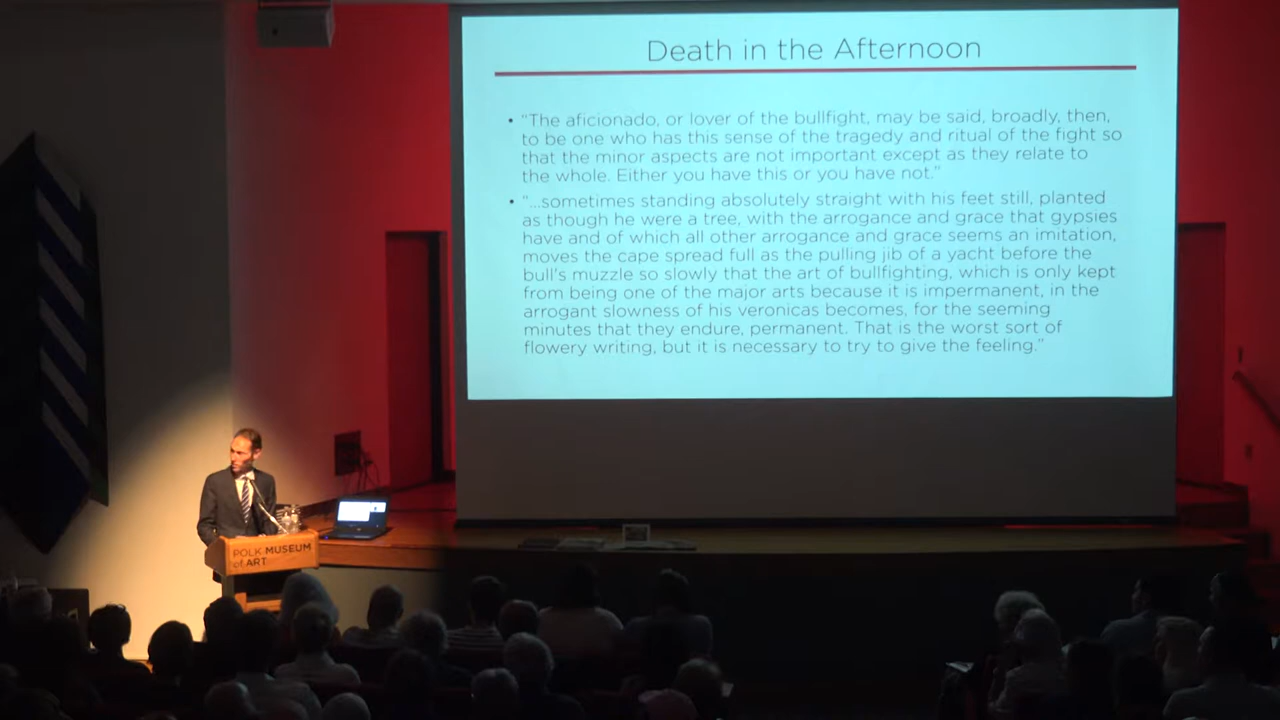 Death in the Afternoon
• “The aficionado, or lover of the bullfight, may be said, broadly, then,
to be one who has this sense of the tragedy and ritual of the fight so
that the minor aspects are not important except as they relate to
the whole. Either you have this or you have not.”
• “...sometimes standing absolutely straight with his feet still, planted
as though he were a tree, with the arrogance and grace that gypsies
have and of which all other arrogance and grace seems an imitation,
moves the cape spread full as the pulling jib of a yacht before the
bull's muzzle so slowly that the art of bullfighting, which is only kept
from being one of the major arts because it is impermanent, in the
arrogant slowness of his veronicas becomes, for the seeming
minutes that they endure, permanent. That is the worst sort of
flowery writing, but it is necessary to try to give the feeling.”
POLK MUSEUM
of ART